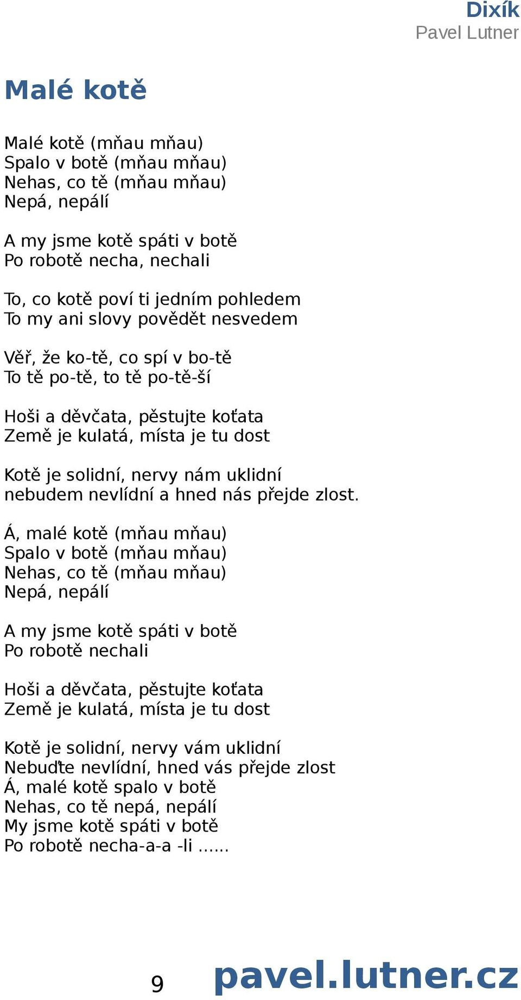 Dixík
Pavel Lutner
Malé kotě
Malé kotě (mňau mňau)
Spalo v botě (mňau mňau)
Nehas, co tě (mňau mňau)
Nepá, nepálí
A my jsme kotě spáti v botě
Po robotě necha, nechali
To, co kotě poví ti jedním pohledem
To my ani slovy povědět nesvedem
Věř, že ko-tě, co spí v bo-tě
To tě po-tě, to tě po-tě-ší
Hoši a děvčata, pěstujte koťata
Země je kulatá, místa je tu dost
Kotě je solidní, nervy nám uklidní
nebudem nevlídní a hned nás přejde zlost.
Á, malé kotě (mňau mňau)
Spalo v botě (mňau mňau)
Nehas, co tě (mňau mňau)
Nepá, nepálí
A my jsme kotě spáti v botě
Po robotě nechali
Hoši a děvčata, pěstujte koťata
Země je kulatá, místa je tu dost
Kotě je solidní, nervy vám uklidní
Nebuďte nevlídní, hned vás přejde zlost
Á, malé kotě spalo v botě
Nehas, co tě nepá, nepálí
My jsme kotě spáti v botě
Po robotě necha-a-a -li ...…
9 pavel.lutner.cz